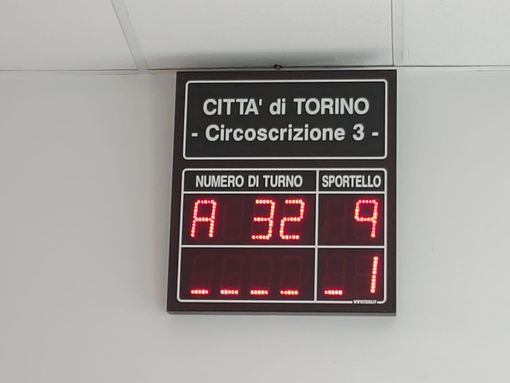 CITTA' di TORINO
- Circoscrizione 3 -
NUMERO DI TURNO SPORTELLO
A 32 9
_ _ _ _ _ 1